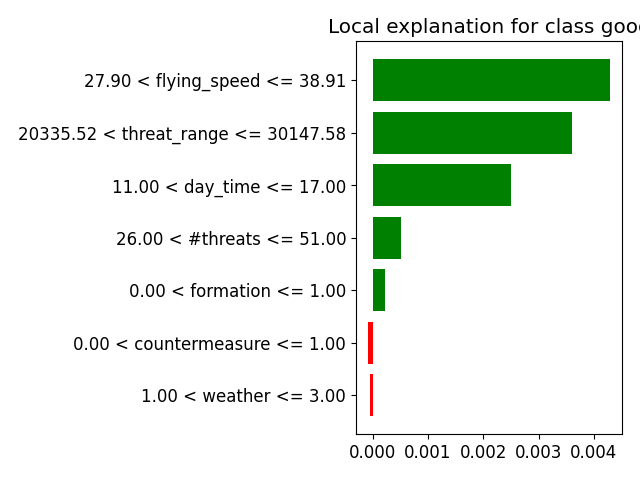 Local explanation for class good
27.90 < flying_speed <= 38.91
20335.52 < threat_range <= 30147.58
11.00 < day_time <= 17.00
26.00 < #threats <= 51.00
0.00 < formation <= 1.00
0.00 < countermeasure <= 1.00
1.00 < weather <= 3.00
0.000 0.001 0.002 0.003 0.004